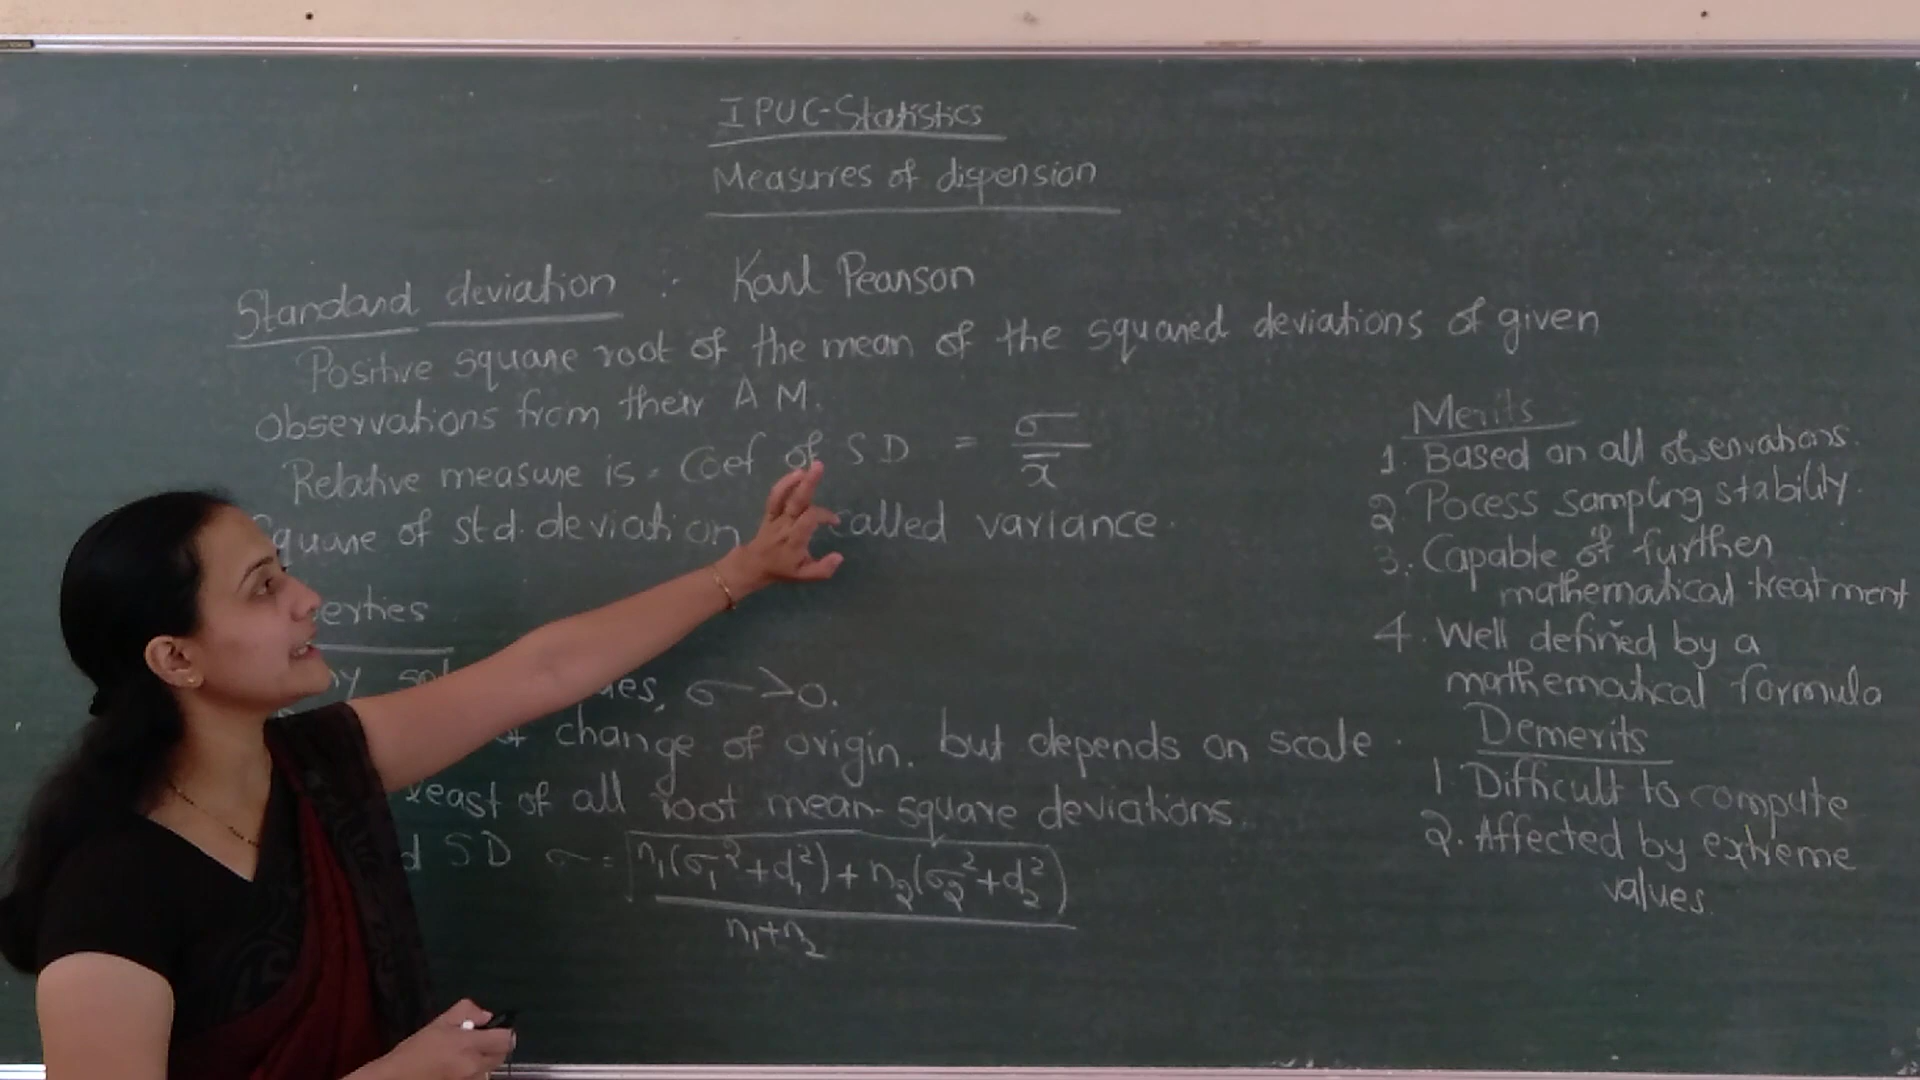 I PUC-Statistics
Measures of dispension
Standard deviation :- Karl Pearson
Positive square root of the mean of the squared deviations of given
observations from their A M.
Relative measure is = Coef of SD = σ / x̄
Square of std. deviation called variance.
erties
σ>0.
change of origin. but depends on scale.
least of all root mean-square deviations.
SD σ = √(n₁(σ₁²+d₁²)+n₂(σ₂²+d₂²) / n₁+n₂)
Merits
1. Based on all observations.
2. Pocess sampling stability.
3. Capable of further
mathematical treatment
4. Well defined by a
mathematical formula
Demerits
1. Difficult to compute
2. Affected by extreme
values.